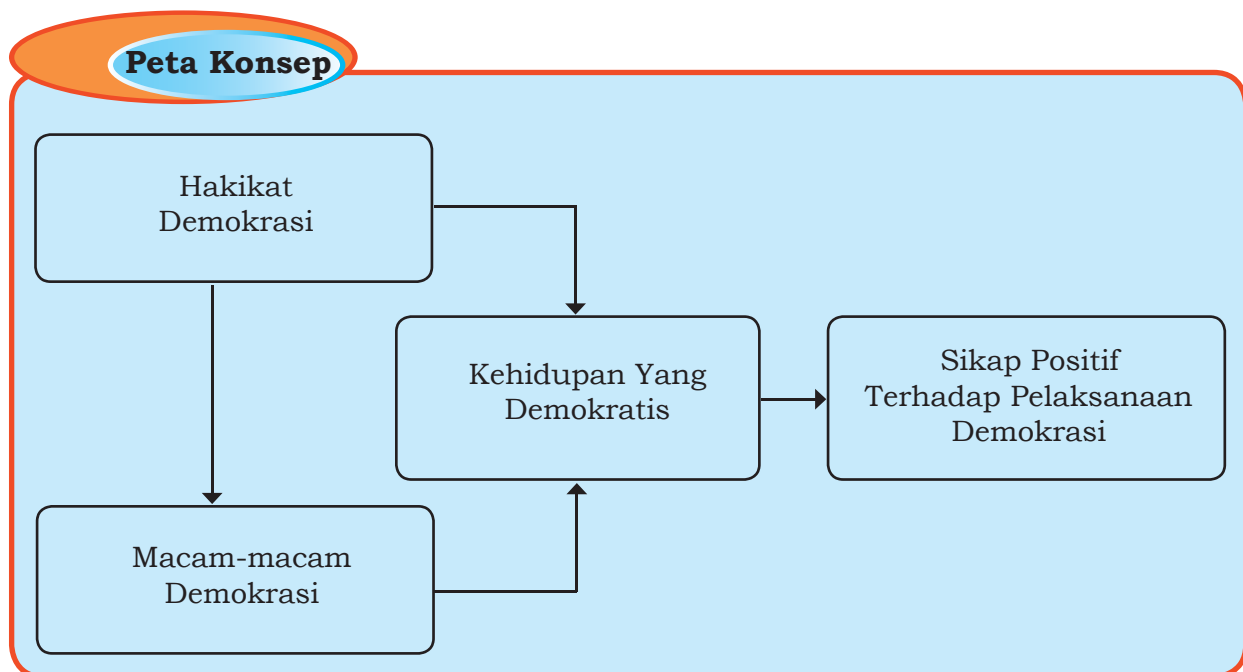 Peta Konsep
Hakikat
Demokrasi
Kehidupan Yang
Demokratis
Sikap Positif
Terhadap Pelaksanaan
Demokrasi
Macam-macam
Demokrasi